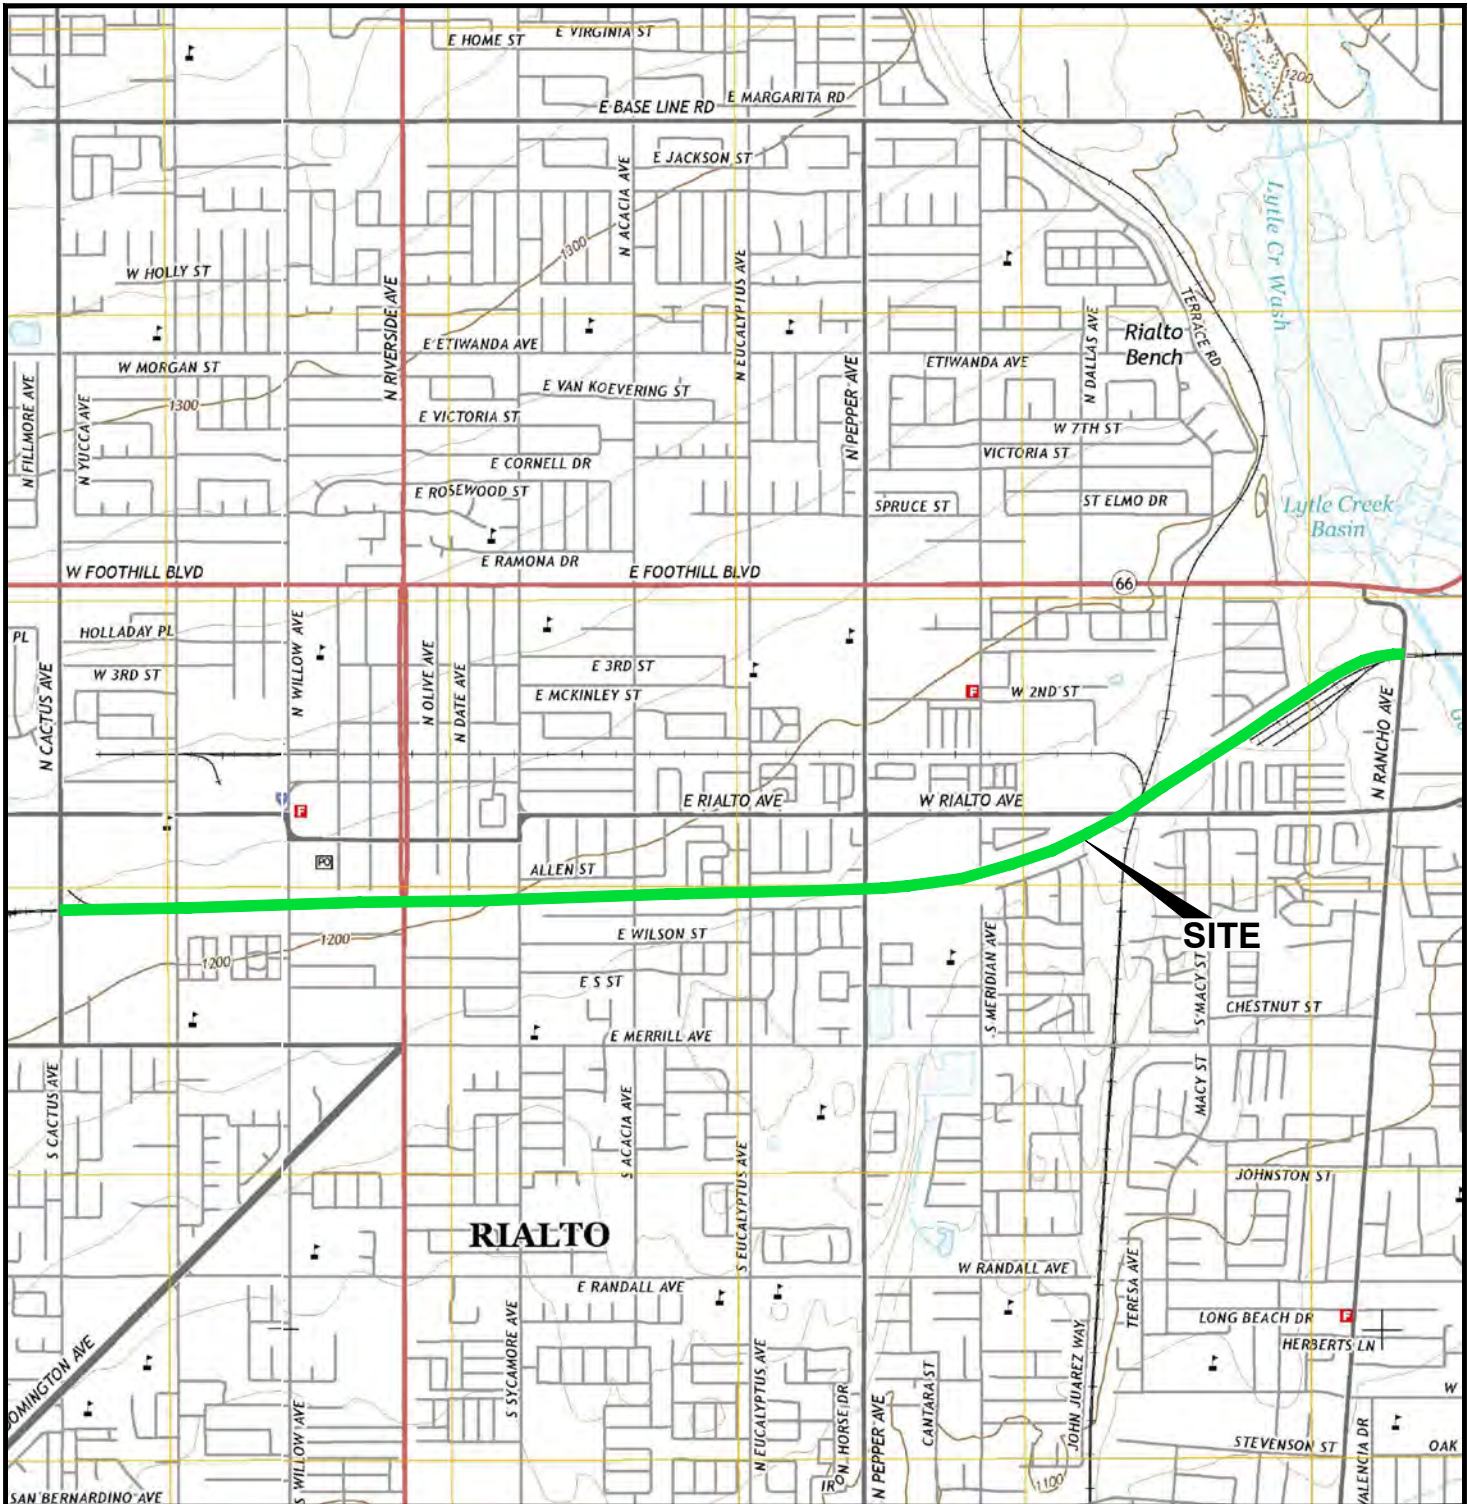 E HOME ST
E VIRGINIA ST
1200
E BASE LINE RD
E MARGARITA RD
E JACKSON ST
N ACACIA AVE
1300
Lytle Cr Wash
W HOLLY ST
N RIVERSIDE AVE
N EUCALYPTUS AVE
TERRACE RD
Rialto
Bench
N DALLAS AVE
E ETIWANDA AVE
ETIWANDA AVE
W MORGAN ST
N PEPPER AVE
N FILLMORE AVE
N YUCCA AVE
1300
E VAN KOEVERING ST
E VICTORIA ST
W 7TH ST
VICTORIA ST
E CORNELL DR
E ROSEWOOD ST
SPRUCE ST
ST ELMO DR
Lytle Creek
Basin
E RAMONA DR
W FOOTHILL BLVD
E FOOTHILL BLVD
66
PL
HOLLADAY PL
N WILLOW AVE
N OLIVE AVE
N DATE AVE
E 3RD ST
W 3RD ST
E MCKINLEY ST
F
W 2ND ST
N CACTUS AVE
N RANCHO AVE
F
E RIALTO AVE
W RIALTO AVE
PO
ALLEN ST
SITE
E WILSON ST
1200
1200
S MERIDIAN AVE
S MACY ST
E S ST
CHESTNUT ST
E MERRILL AVE
S CACTUS AVE
S ACACIA AVE
MACY ST
S EUCALYPTUS AVE
JOHNSTON ST
RIALTO
W RANDALL AVE
E RANDALL AVE
TERESA AVE
LONG BEACH DR
F
HERBERTS LN
S SYCAMORE AVE
N EUCALYPTUS AVE
JOHN JUAREZ WAY
CANTARA ST
OMINGTON AVE
ON HORSE DR
IR
N PEPPER AVE
S WILLOW AVE
W
STEVENSON ST
OAK
ALENCIA DR
1100
SAN BERNARDINO AVE